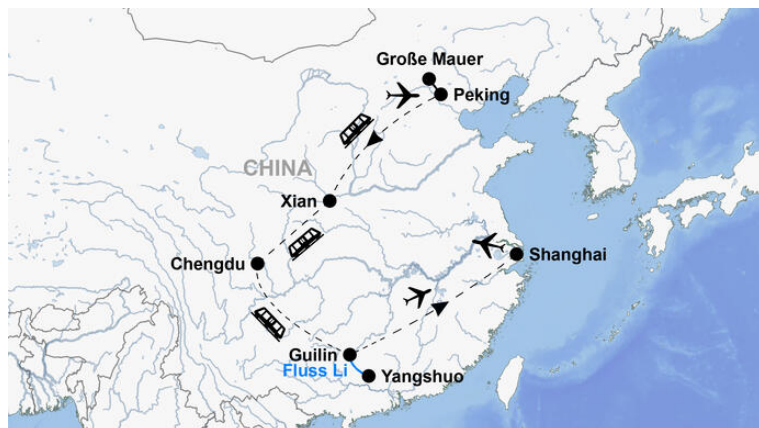 Große Mauer
Peking
CHINA
Xian
Chengdu
Shanghai
Guilin
Fluss Li
Yangshuo